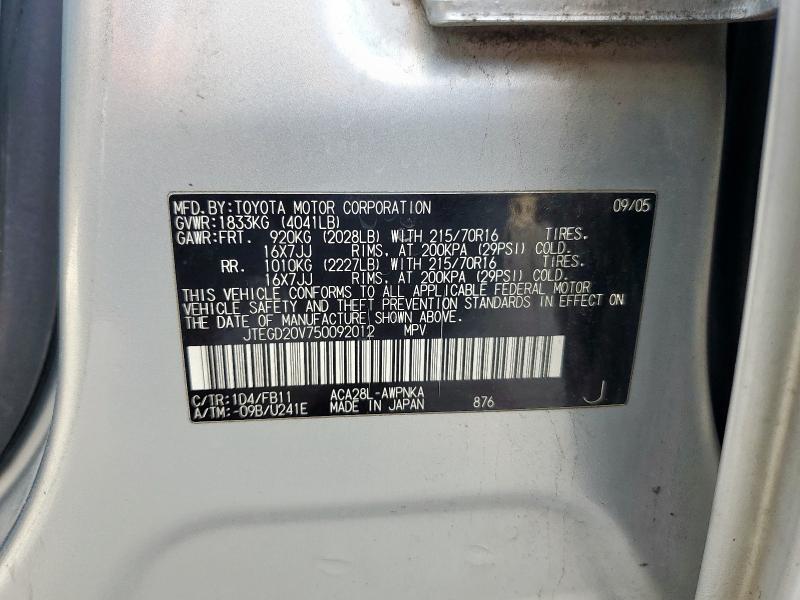 MFD. BY: TOYOTA MOTOR CORPORATION 09/05
GVWR: 1833KG (4041LB)
GAWR: FRT. 920KG (2028LB) WITH 215/70R16 TIRES.
16X7JJ RIMS, AT 200KPA (29PSI) COLD.
RR. 1010KG (2227LB) WITH 215/70R16 TIRES.
16X7JJ RIMS, AT 200KPA (29PSI) COLD.
THIS VEHICLE CONFORMS TO ALL APPLICABLE FEDERAL MOTOR
VEHICLE SAFETY AND THEFT PREVENTION STANDARDS IN EFFECT ON
THE DATE OF MANUFACTURE SHOWN ABOVE.
JTEGD20V750092012 MPV
C/TR: 1D4/FB11 ACA28L-AWPNKA
A/TM: -09B/U241E MADE IN JAPAN 876 J